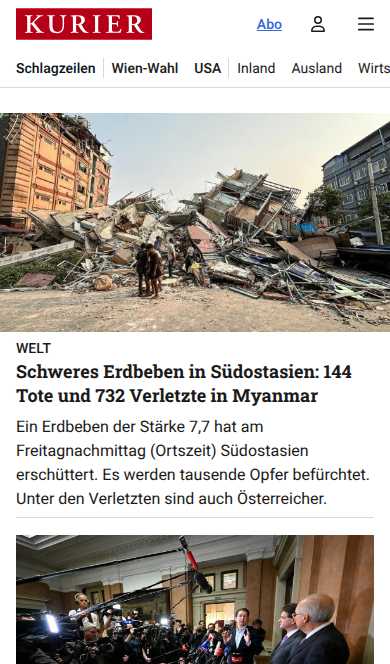 KURIER
Abo
Schlagzeilen Wien-Wahl USA Inland Ausland Wirts
WELT
Schweres Erdbeben in Südostasien: 144
Tote und 732 Verletzte in Myanmar
Ein Erdbeben der Stärke 7,7 hat am
Freitagnachmittag (Ortszeit) Südostasien
erschüttert. Es werden tausende Opfer befürchtet.
Unter den Verletzten sind auch Österreicher.